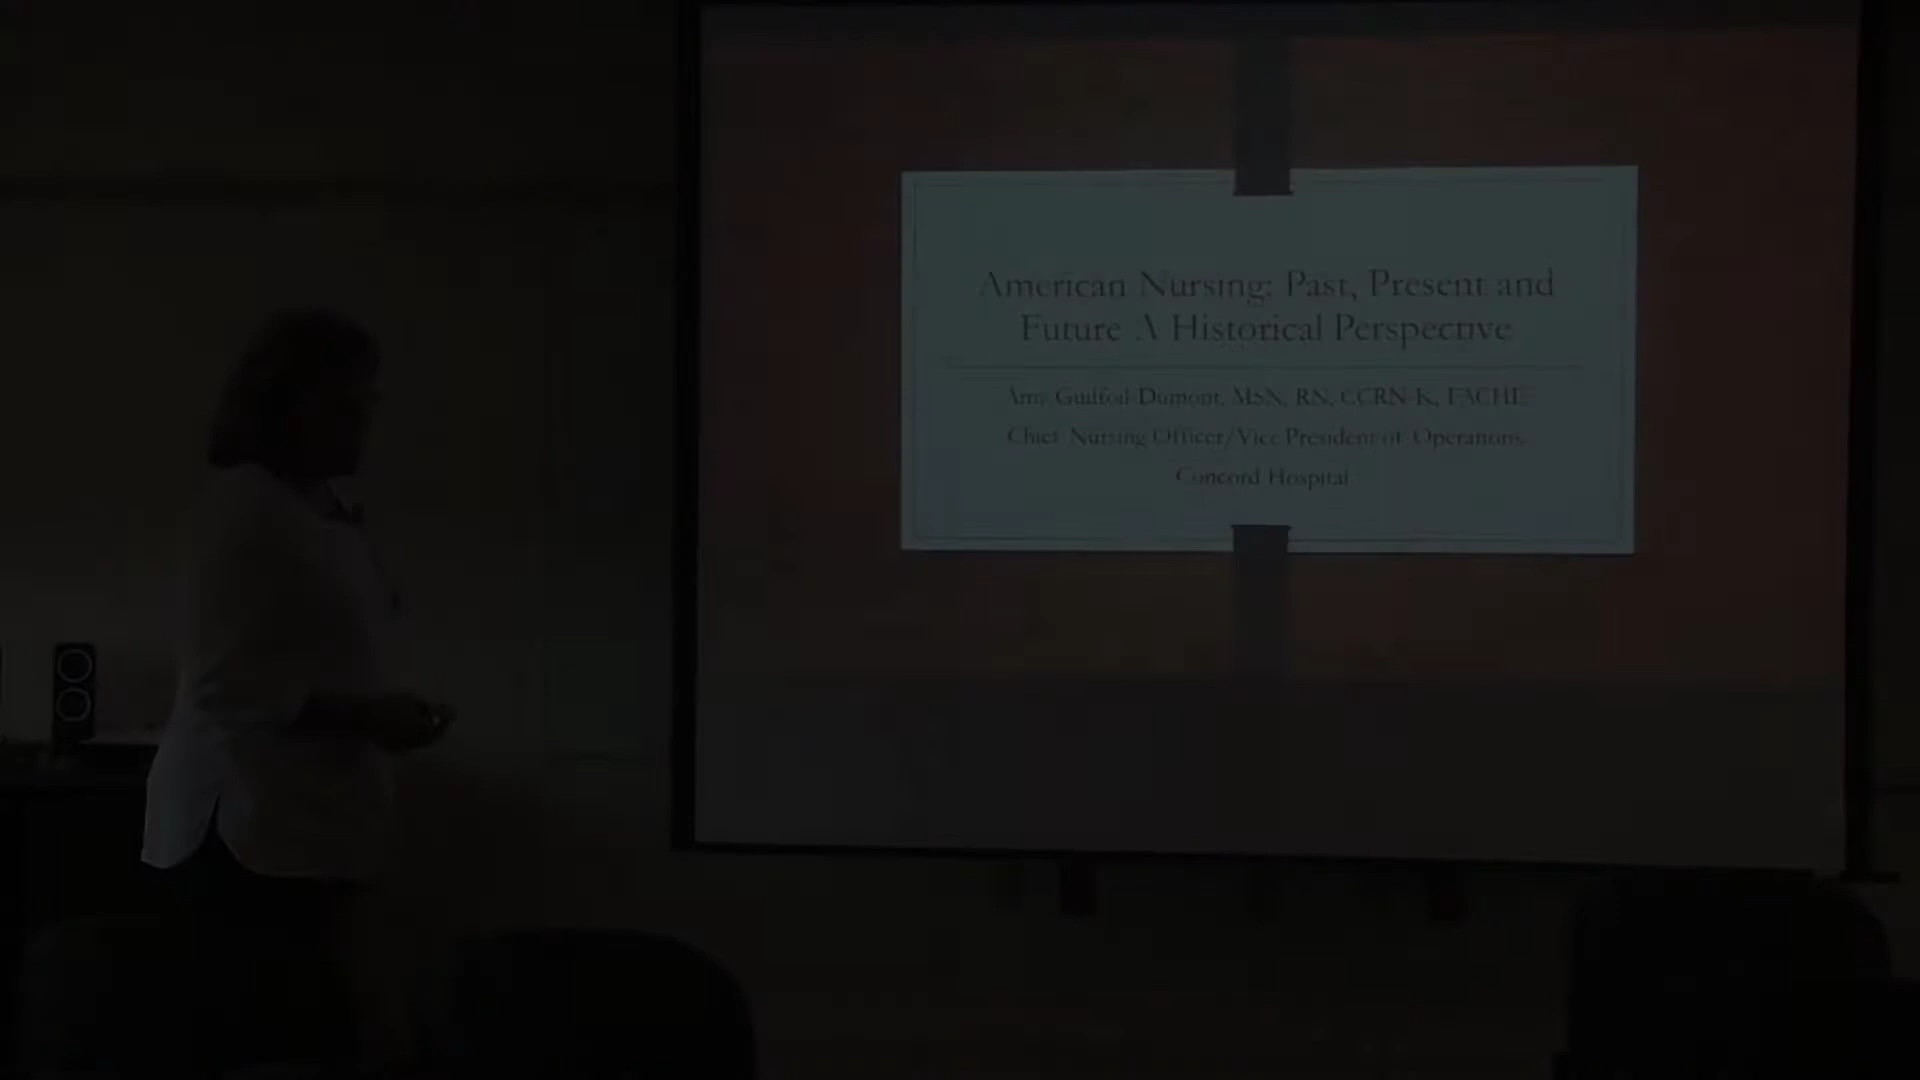 American Nursing: Past, Present and
Future A Historical Perspective
Guilfoil-Dumont, MSN, RN, CCRN-K, FACHE
Chief Nursing Officer/Vice President of Operations
Concord Hospital